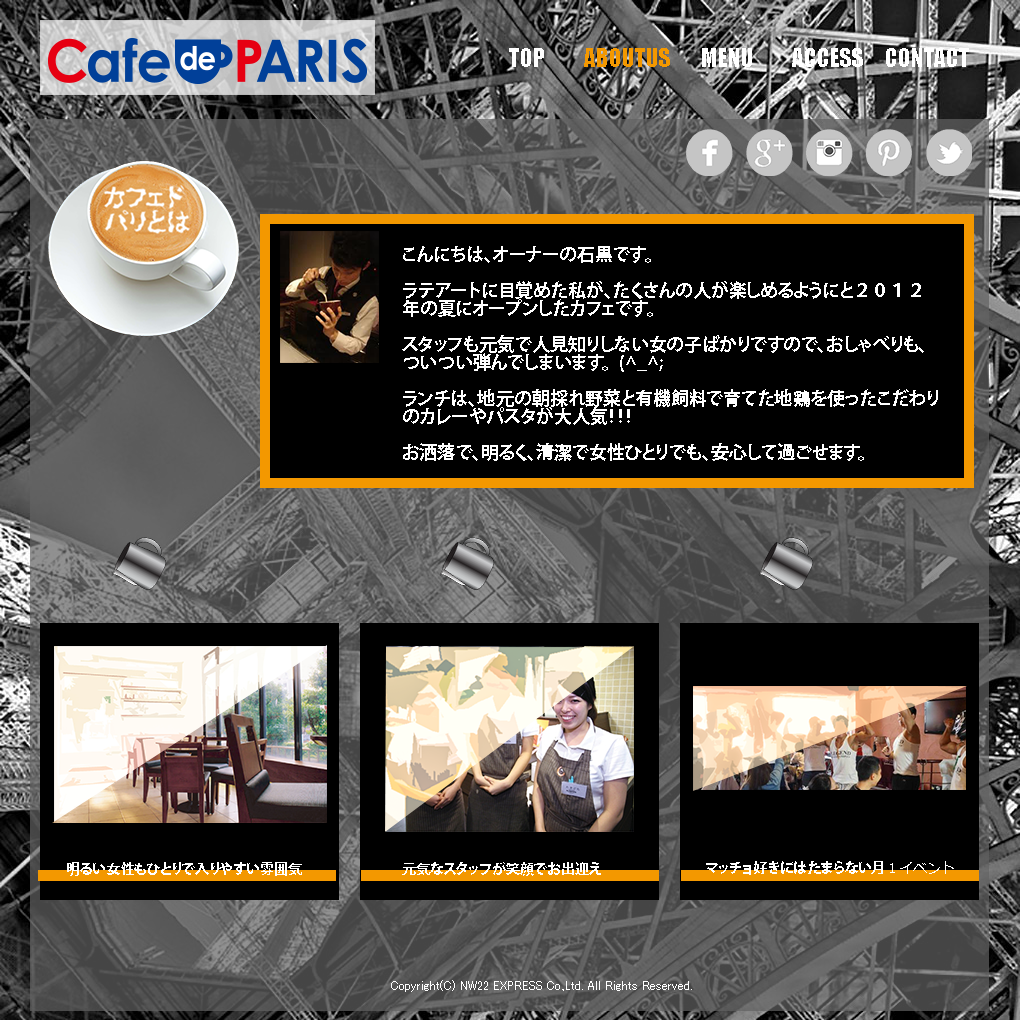 Cafe de PARIS
TOP ABOUTUS MENU ACCESS CONTACT
カフェド
パリとは
こんにちは、オーナーの石黒です。
ラテアートに目覚めた私が、たくさんの人が楽しめるようにと２０１２
年の夏にオープンしたカフェです。
スタッフも元気で人見知りしない女の子ばかりですので、おしゃべりも、
ついつい弾んでしまいます。(^_^;
ランチは、地元の朝採れ野菜と有機飼料で育てた地鶏を使ったこだわり
のカレーやパスタが大人気!!!
お洒落で、明るく、清潔で女性ひとりでも、安心して過ごせます。
明るい女性もひとりで入りやすい雰囲気
元気なスタッフが笑顔でお出迎え
マッチョ好きにはたまらない月１イベント
Copyright(C) NW22 EXPRESS Co.,Ltd. All Rights Reserved.